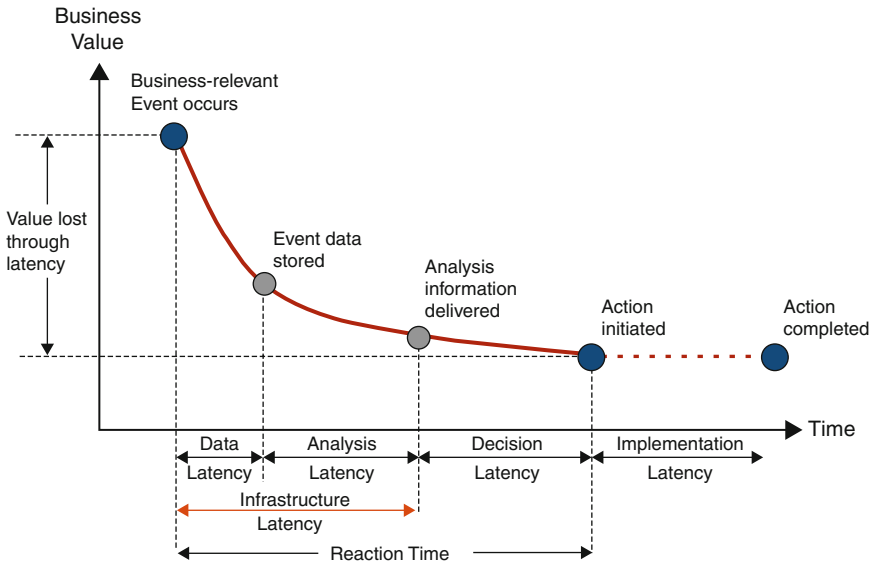 Business
Value
Business-relevant
Event occurs
Value lost
through
latency
Event data
stored
Analysis
information
delivered
Action
initiated
Action
completed
Time
Data
Latency
Analysis
Latency
Decision
Latency
Implementation
Latency
Infrastructure
Latency
Reaction Time